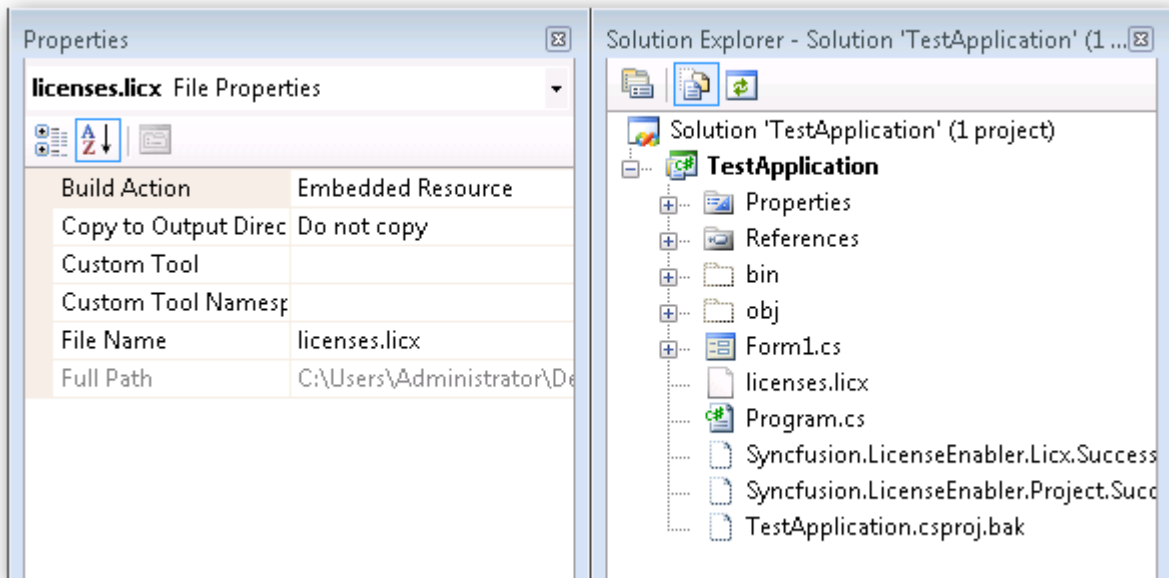 Properties
licenses.licx File Properties
Build Action Embedded Resource
Copy to Output Direc Do not copy
Custom Tool
Custom Tool Namesp
File Name licenses.licx
Full Path C:\Users\Administrator\De
Solution Explorer - Solution 'TestApplication' (1 ...
Solution 'TestApplication' (1 project)
TestApplication
Properties
References
bin
obj
Form1.cs
licenses.licx
Program.cs
Syncfusion.LicenseEnabler.Licx.Success
Syncfusion.LicenseEnabler.Project.Succ
TestApplication.csproj.bak